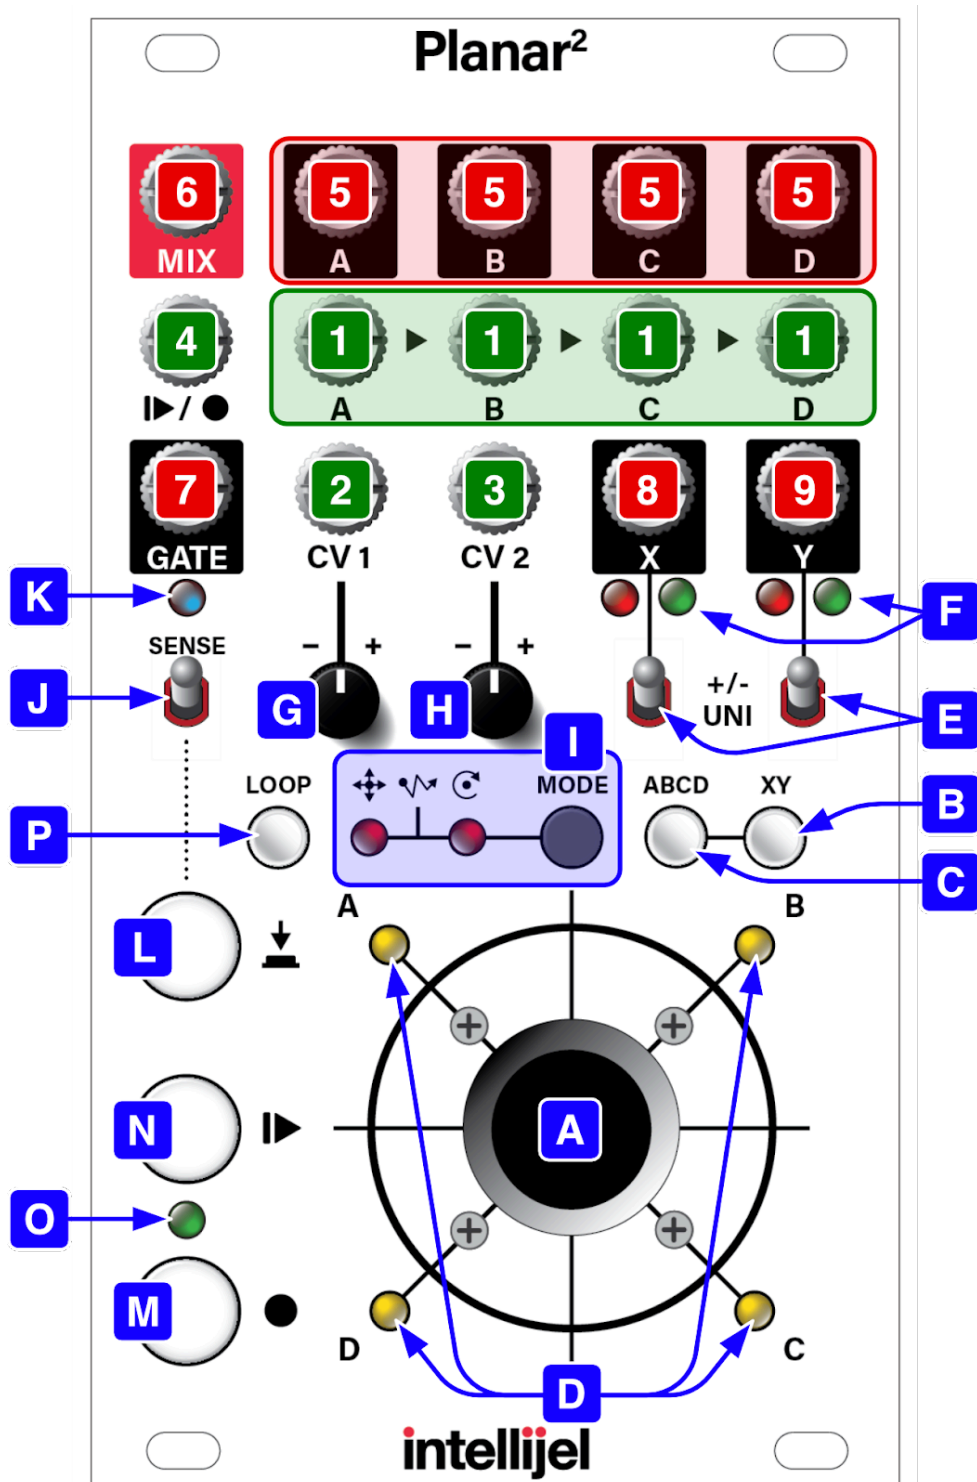 Planar²
6 5 5 5 5
MIX A B C D
4 1 1 1 1
/ A B C D
7 2 3 8 9
GATE CV 1 CV 2 X Y
K F
SENSE
− + − +
J G H +/- E
UNI
I
LOOP MODE ABCD XY
P B
C
A B
L
N A
O
M
D C
D
intellijel